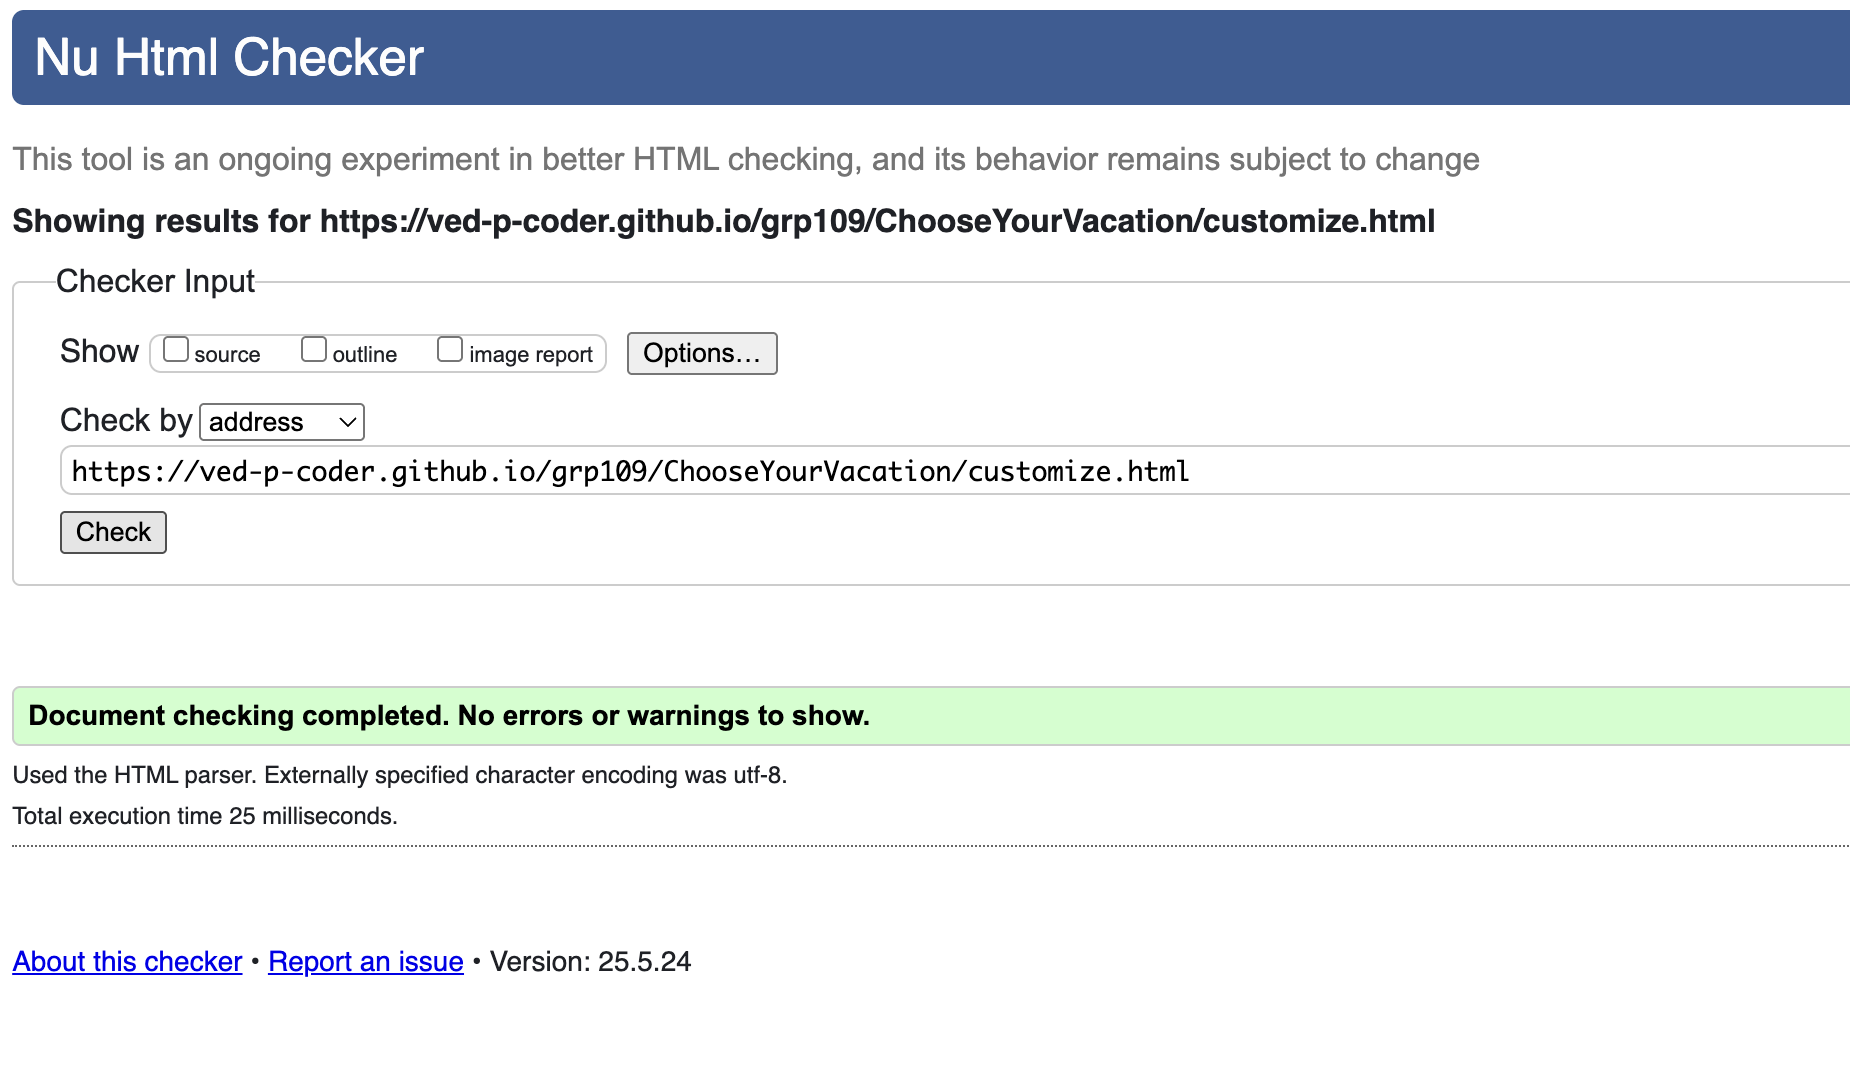 Nu Html Checker
This tool is an ongoing experiment in better HTML checking, and its behavior remains subject to change
Showing results for https://ved-p-coder.github.io/grp109/ChooseYourVacation/customize.html
Checker Input
Show source outline image report Options…
Check by address
https://ved-p-coder.github.io/grp109/ChooseYourVacation/customize.html
Check
Document checking completed. No errors or warnings to show.
Used the HTML parser. Externally specified character encoding was utf-8.
Total execution time 25 milliseconds.
About this checker • Report an issue • Version: 25.5.24